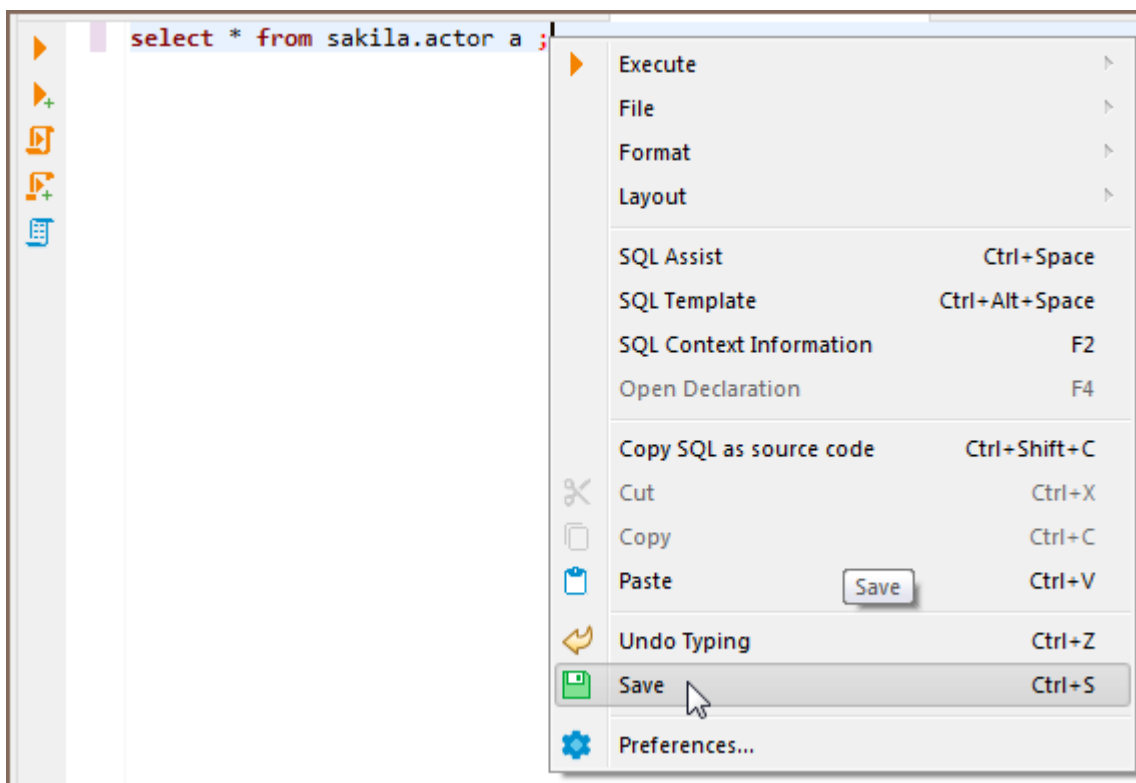 select * from sakila.actor a ;
Execute
File
Format
Layout
SQL Assist Ctrl+Space
SQL Template Ctrl+Alt+Space
SQL Context Information F2
Open Declaration F4
Copy SQL as source code Ctrl+Shift+C
Cut Ctrl+X
Copy Ctrl+C
Paste Save Ctrl+V
Undo Typing Ctrl+Z
Save Ctrl+S
Preferences...